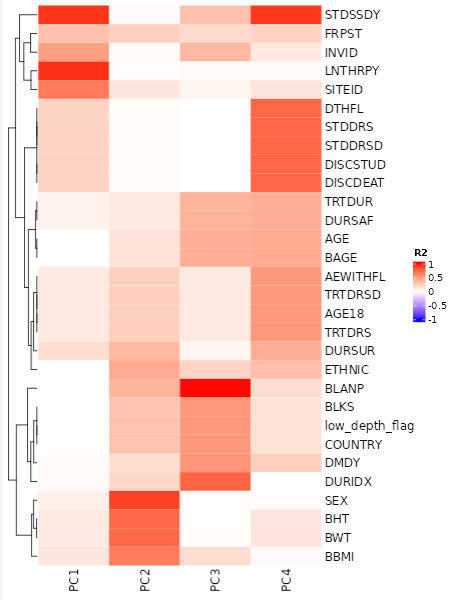 STDSSDY
FRPST
INVID
LNTHRPY
SITEID
DTHFL
STDDRS
STDDRSD
DISCSTUD
DISCDEAT
TRTDUR
DURSAF
AGE
BAGE
AEWITHFL
TRTDRSD
AGE18
TRTDRS
DURSUR
ETHNIC
BLANP
BLKS
low_depth_flag
COUNTRY
DMDY
DURIDX
SEX
BHT
BWT
BBMI
R2
1
0.5
0
-0.5
-1
PC1 PC2 PC3 PC4